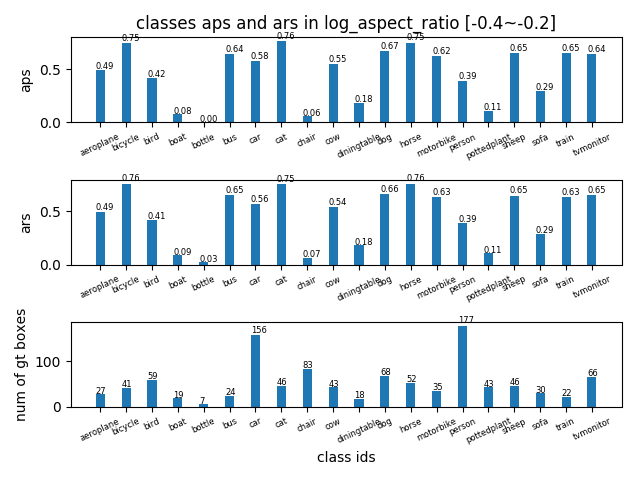 classes aps and ars in log_aspect_ratio [-0.4~-0.2]
aps
0.5
0.0
0.49 0.75 0.42 0.08 0.00 0.64 0.58 0.76 0.06 0.55 0.18 0.67 0.75 0.62 0.39 0.11 0.65 0.29 0.65 0.64
aeroplane bicycle bird boat bottle bus car cat chair cow diningtable dog horse motorbike person pottedplant sheep sofa train tvmonitor
ars
0.5
0.0
0.49 0.76 0.41 0.09 0.03 0.65 0.56 0.75 0.07 0.54 0.18 0.66 0.76 0.63 0.39 0.11 0.65 0.29 0.63 0.65
aeroplane bicycle bird boat bottle bus car cat chair cow diningtable dog horse motorbike person pottedplant sheep sofa train tvmonitor
num of gt boxes
100
0
27 41 59 19 7 24 156 46 83 43 18 68 52 35 177 43 46 30 22 66
aeroplane bicycle bird boat bottle bus car cat chair cow diningtable dog horse motorbike person pottedplant sheep sofa train tvmonitor
class ids